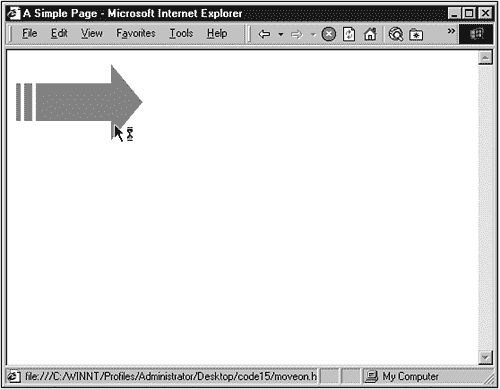 A Simple Page - Microsoft Internet Explorer
File Edit View Favorites Tools Help »
file:///C:/WINNT/Profiles/Administrator/Desktop/code15/moveon.h My Computer